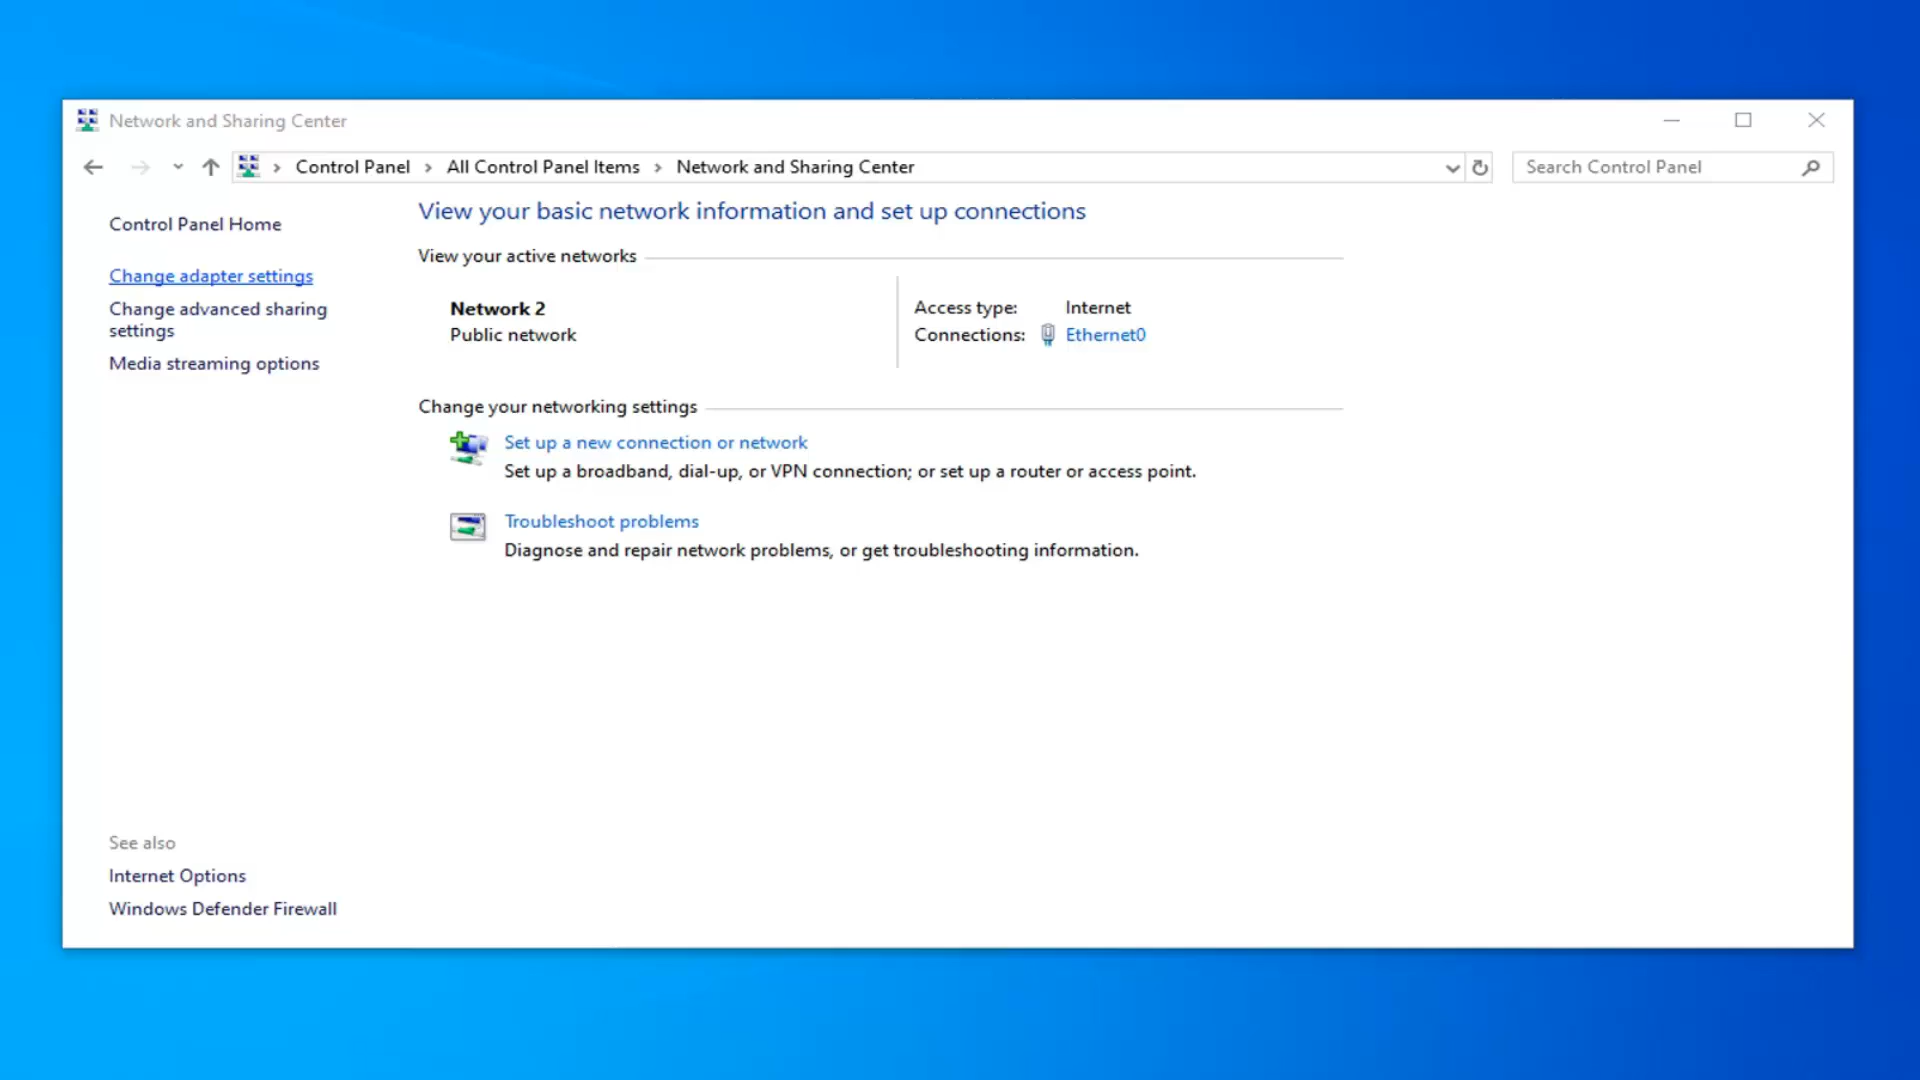 Network and Sharing Center
Control Panel > All Control Panel Items > Network and Sharing Center
Search Control Panel
Control Panel Home
Change adapter settings
Change advanced sharing
settings
Media streaming options
View your basic network information and set up connections
View your active networks
Network 2
Public network
Access type: Internet
Connections: Ethernet0
Change your networking settings
Set up a new connection or network
Set up a broadband, dial-up, or VPN connection; or set up a router or access point.
Troubleshoot problems
Diagnose and repair network problems, or get troubleshooting information.
See also
Internet Options
Windows Defender Firewall